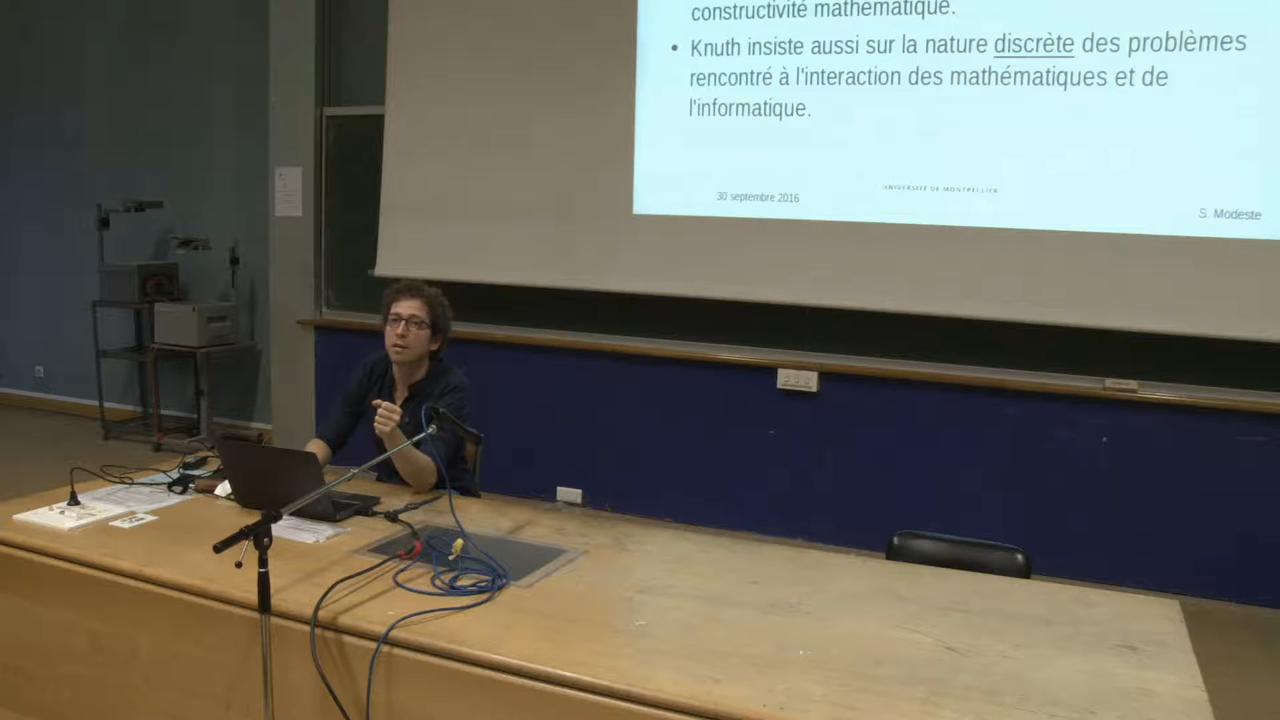 constructivité mathématique.
• Knuth insiste aussi sur la nature discrète des problèmes
rencontré à l'interaction des mathématiques et de
l'informatique.
30 septembre 2016
UNIVERSITÉ DE MONTPELLIER
S. Modeste